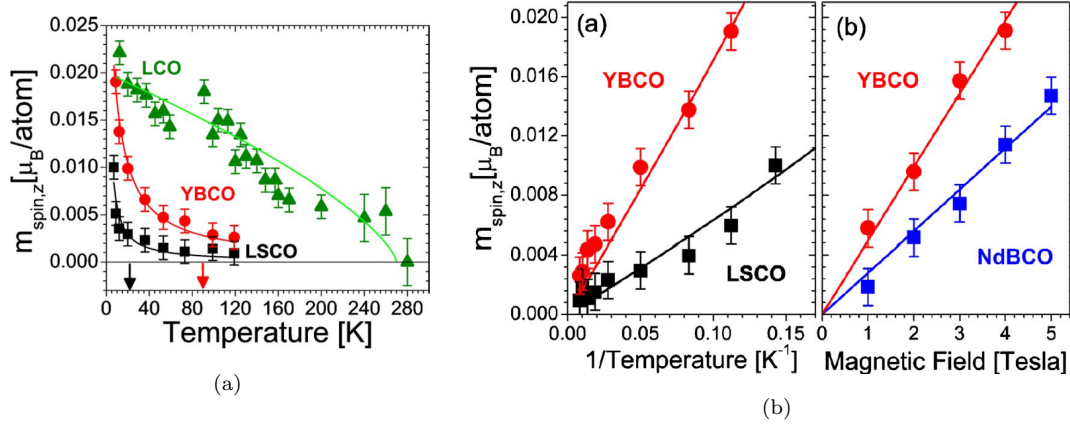 0.025
0.020
0.015
0.010
0.005
0.000
m_spin,z[μ_B/atom]
LCO
YBCO
LSCO
0 40 80 120 160 200 240 280
Temperature [K]
(a)
(a)
0.020
0.016
0.012
0.008
0.004
0.000
m_spin,z[μ_B/atom]
YBCO
LSCO
0.00 0.05 0.10 0.15
1/Temperature [K⁻¹]
b)
YBCO
NdBCO
1 2 3 4 5
Magnetic Field [Tesla]
(b)